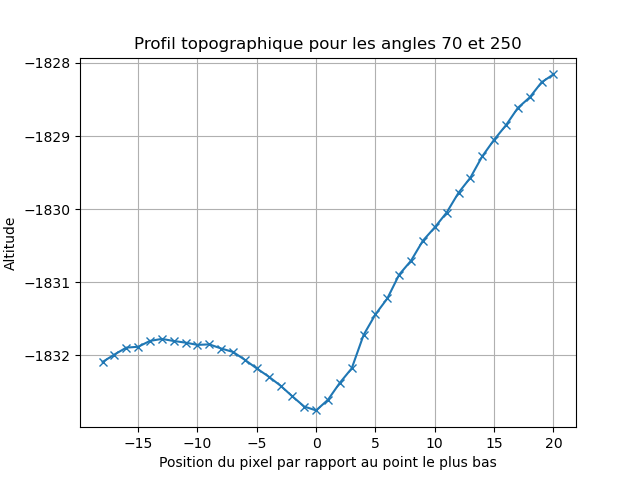 Profil topographique pour les angles 70 et 250
−1828
−1829
−1830
−1831
−1832
Altitude
−15 −10 −5 0 5 10 15 20
Position du pixel par rapport au point le plus bas